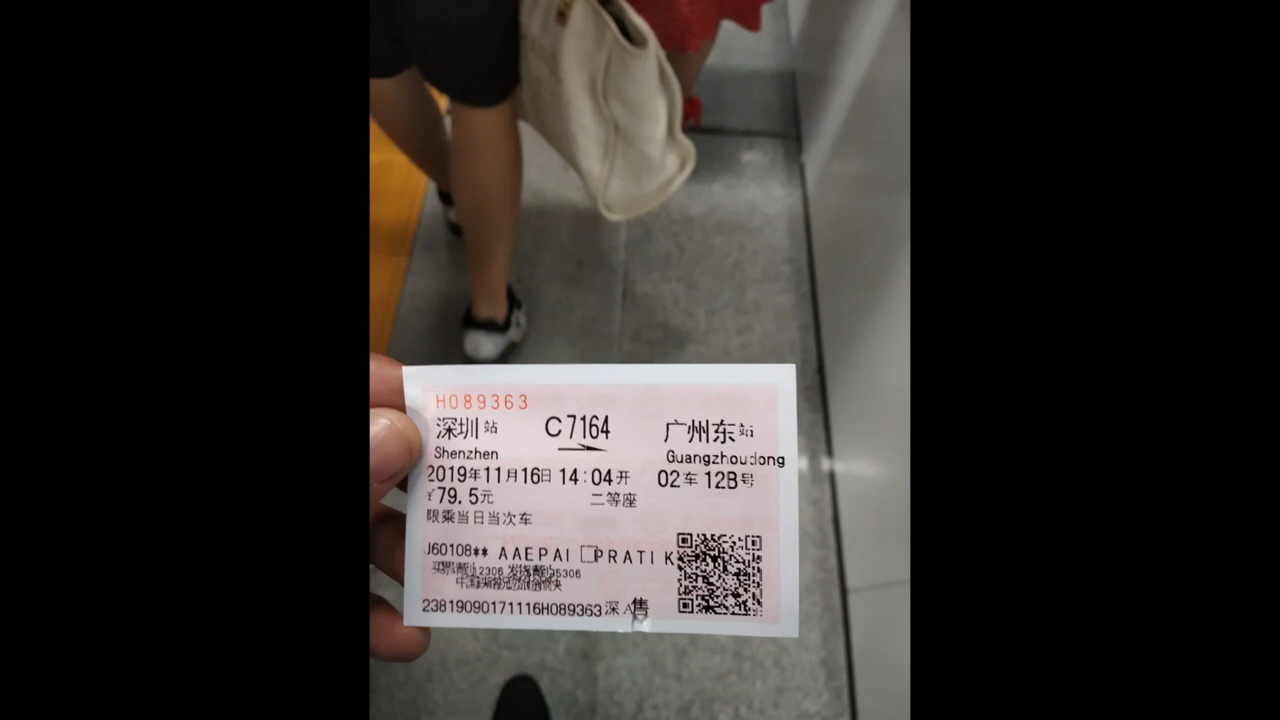 H089363
深圳站 C7164 广州东站
Shenzhen Guangzhoudong
2019年11月16日 14:04开 02车 12B号
¥79.5元 二等座
限乘当日当次车
J60108** AAEPAI PRATIK
23819090171116H089363 深 售